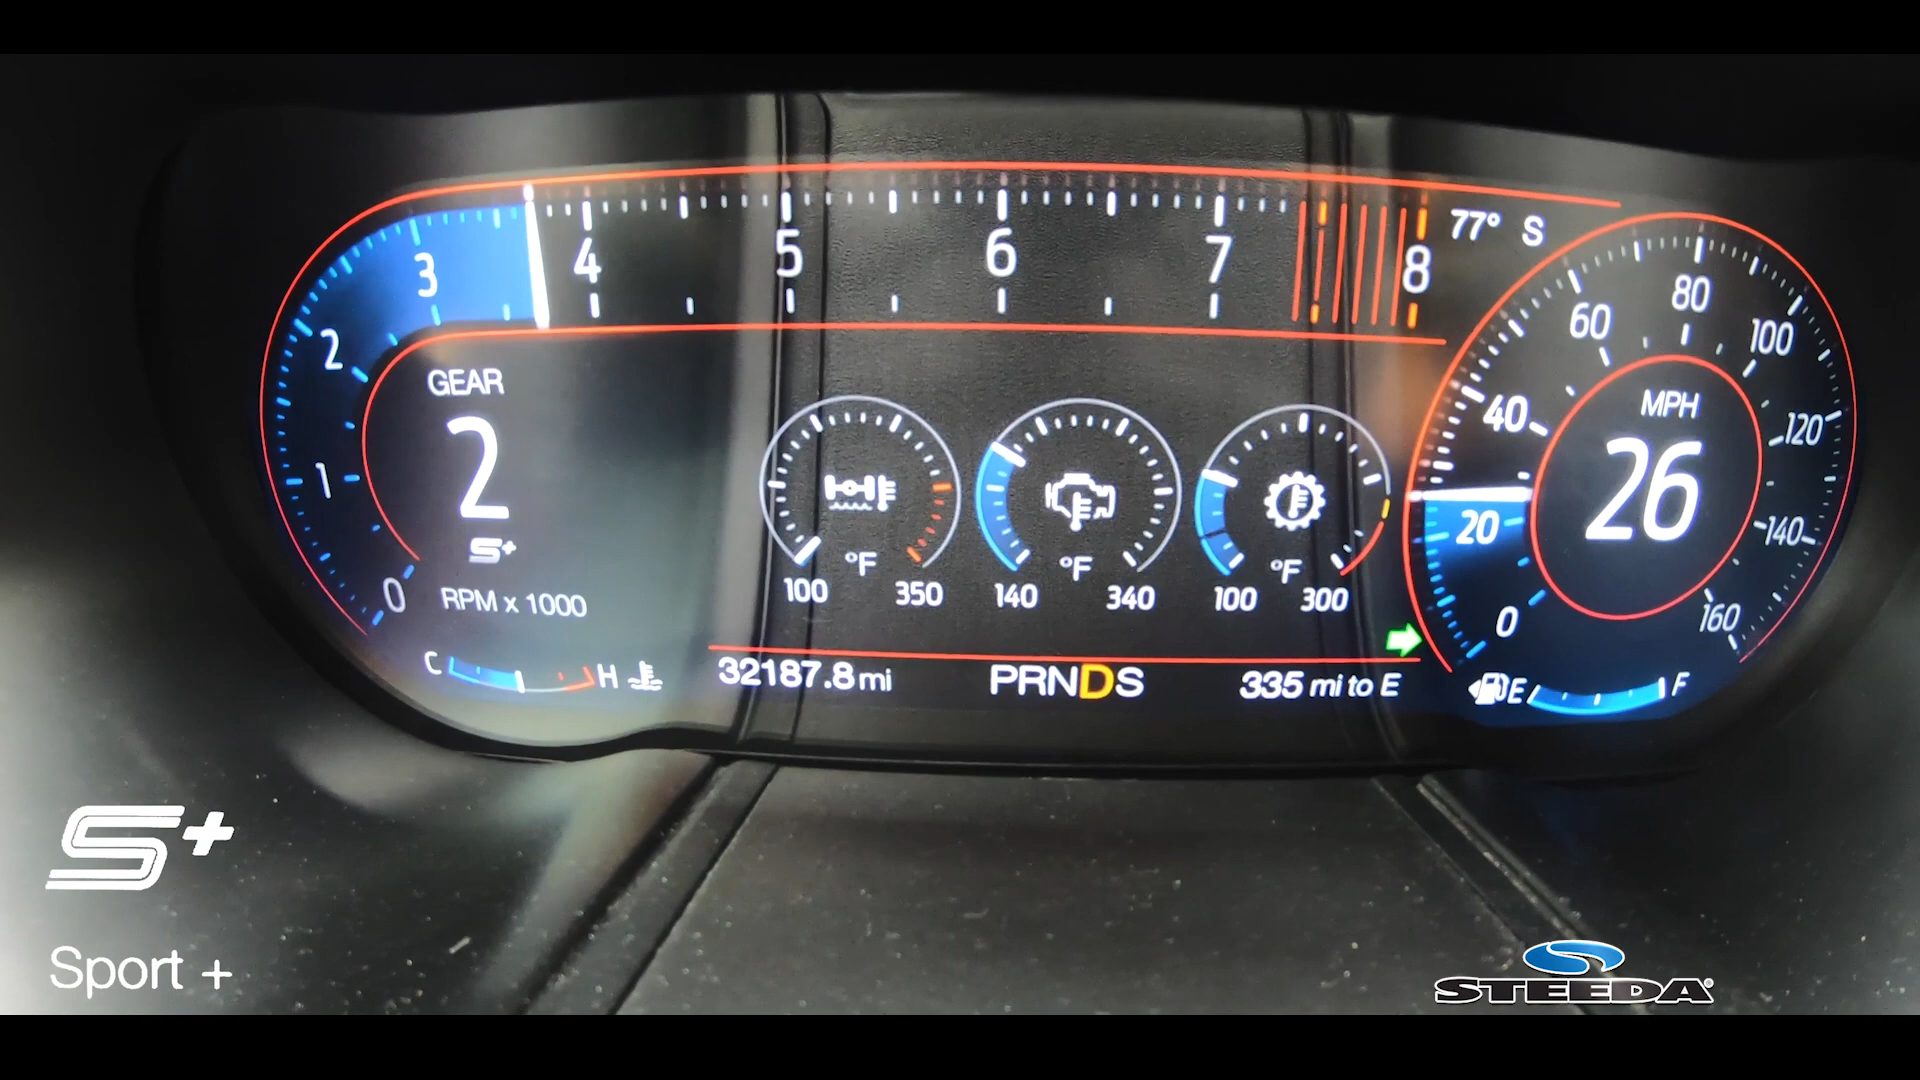 4 5 6 7 8
77° S
3
2
1
0
GEAR
2
S+
RPM x 1000
C H
°F
100 350
°F
140 340
°F
100 300
0 20 40 60 80 100 120 140 160
MPH
26
32187.8 mi
PRNDS
335 mi to E
E F
S+
Sport +
STEEDA®